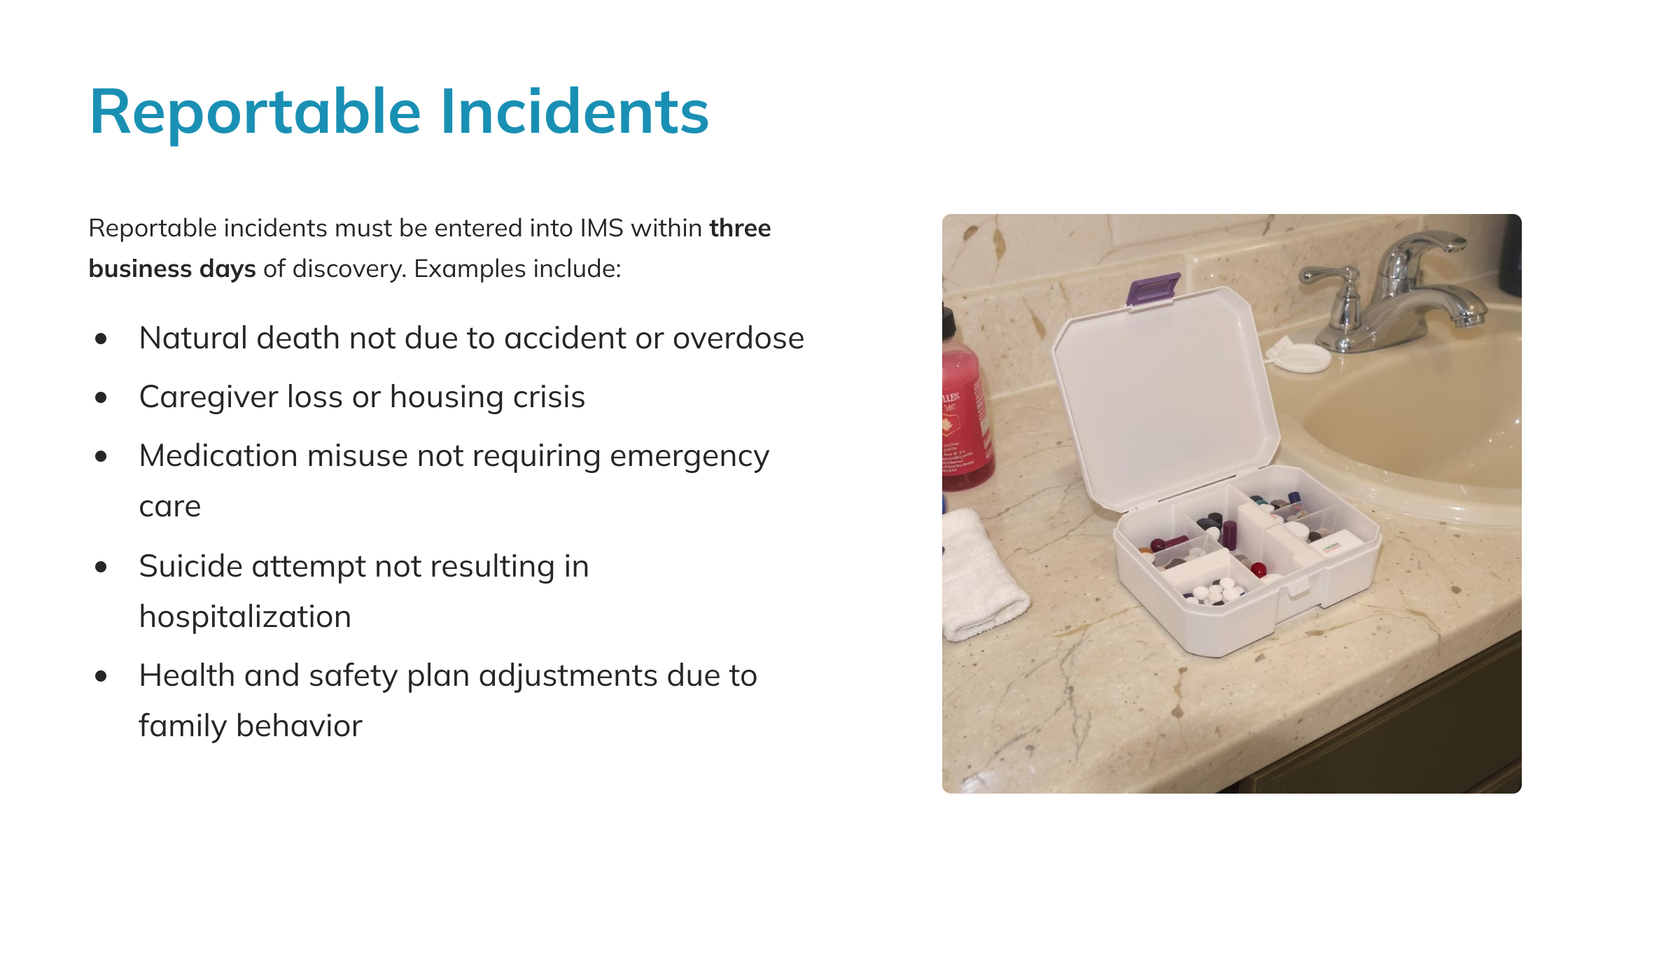 Reportable Incidents
Reportable incidents must be entered into IMS within three
business days of discovery. Examples include:
• Natural death not due to accident or overdose
• Caregiver loss or housing crisis
• Medication misuse not requiring emergency
care
• Suicide attempt not resulting in
hospitalization
• Health and safety plan adjustments due to
family behavior